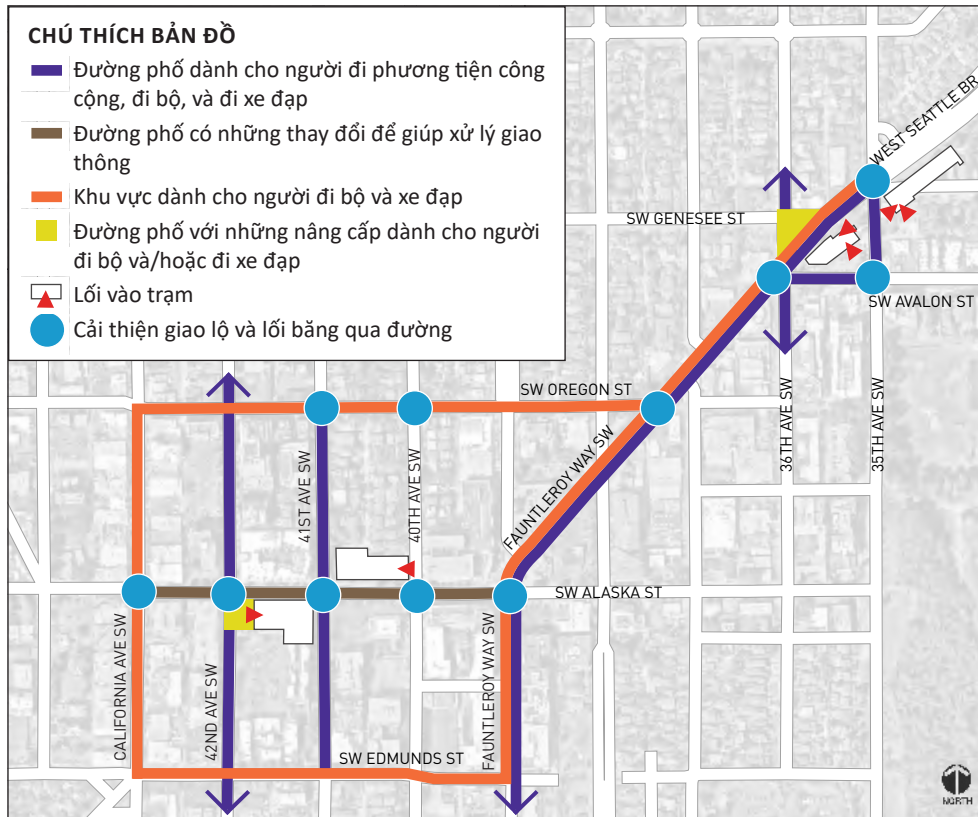 CHÚ THÍCH BẢN ĐỒ
Đường phố dành cho người đi phương tiện công
cộng, đi bộ, và đi xe đạp
Đường phố có những thay đổi để giúp xử lý giao
thông
Khu vực dành cho người đi bộ và xe đạp
Đường phố với những nâng cấp dành cho người
đi bộ và/hoặc đi xe đạp
Lối vào trạm
Cải thiện giao lộ và lối băng qua đường
WEST SEATTLE BR
SW GENESEE ST
SW AVALON ST
SW OREGON ST
36TH AVE SW
35TH AVE SW
41ST AVE SW
40TH AVE SW
FAUNTLEROY WAY SW
SW ALASKA ST
CALIFORNIA AVE SW
42ND AVE SW
FAUNTLEROY WAY SW
SW EDMUNDS ST
NORTH